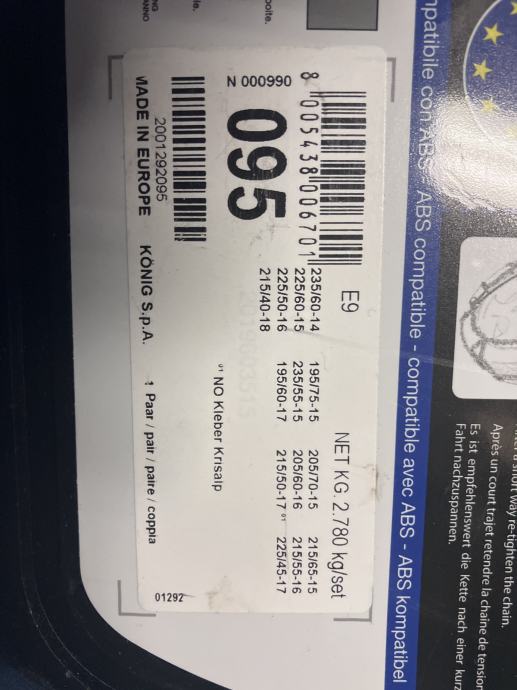 mpatibile con ABS - ABS compatible - compatible avec ABS - ABS kompatibel
way re-tighten the chain.
Après un court trajet retendre la chaine de tension
Es ist empfehlenswert die Kette nach einer kurz
Fahrt nachzuspannen.
E9 NET KG. 2.780 kg/set
8 005438 006701
235/60-14 195/75-15 205/70-15 215/65-15
225/60-15 235/55-15 205/60-16 215/55-16
225/50-16 195/60-17 215/50-17 ⁰¹ 225/45-17
215/40-18
N 000990
095
⁰¹ NO Kleber Krisalp
2001292095
MADE IN EUROPE KÖNIG S.p.A. 1 Paar / pair / paire / coppia
01292